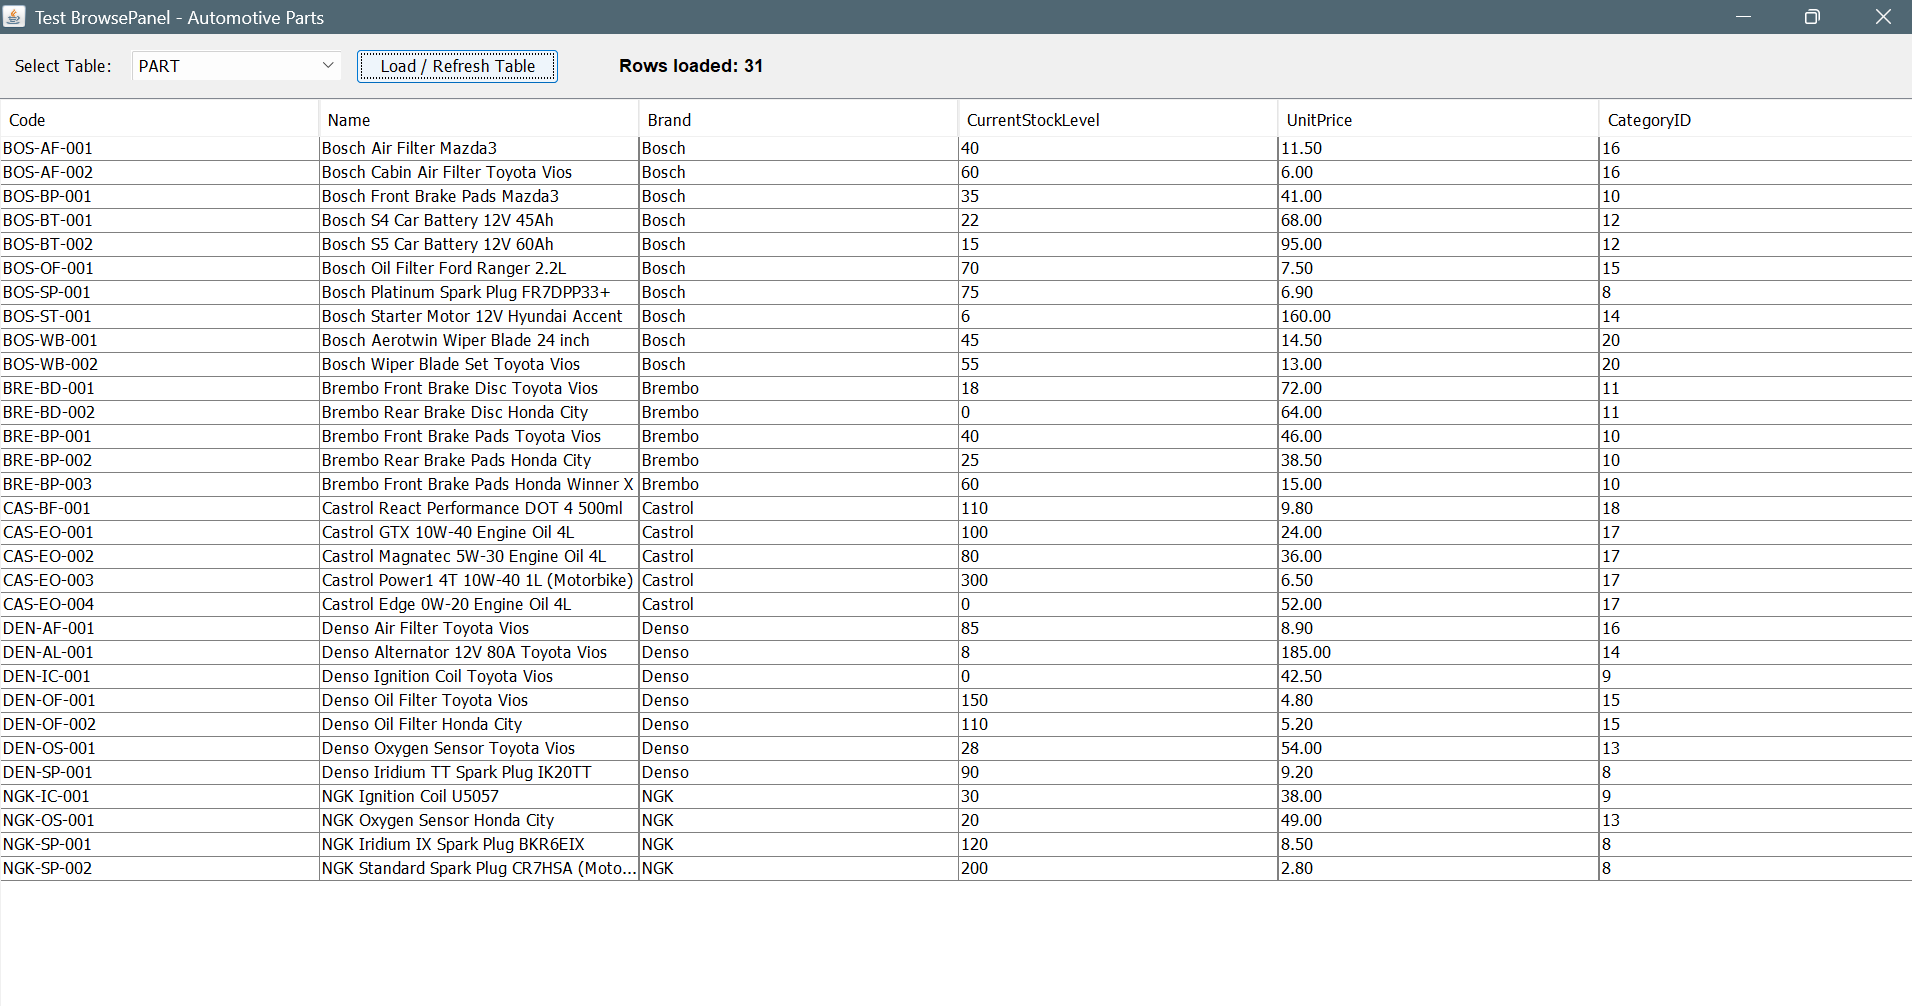 Test BrowsePanel - Automotive Parts
Select Table: PART Load / Refresh Table Rows loaded: 31
Code Name Brand CurrentStockLevel UnitPrice CategoryID
BOS-AF-001 Bosch Air Filter Mazda3 Bosch 40 11.50 16
BOS-AF-002 Bosch Cabin Air Filter Toyota Vios Bosch 60 6.00 16
BOS-BP-001 Bosch Front Brake Pads Mazda3 Bosch 35 41.00 10
BOS-BT-001 Bosch S4 Car Battery 12V 45Ah Bosch 22 68.00 12
BOS-BT-002 Bosch S5 Car Battery 12V 60Ah Bosch 15 95.00 12
BOS-OF-001 Bosch Oil Filter Ford Ranger 2.2L Bosch 70 7.50 15
BOS-SP-001 Bosch Platinum Spark Plug FR7DPP33+ Bosch 75 6.90 8
BOS-ST-001 Bosch Starter Motor 12V Hyundai Accent Bosch 6 160.00 14
BOS-WB-001 Bosch Aerotwin Wiper Blade 24 inch Bosch 45 14.50 20
BOS-WB-002 Bosch Wiper Blade Set Toyota Vios Bosch 55 13.00 20
BRE-BD-001 Brembo Front Brake Disc Toyota Vios Brembo 18 72.00 11
BRE-BD-002 Brembo Rear Brake Disc Honda City Brembo 0 64.00 11
BRE-BP-001 Brembo Front Brake Pads Toyota Vios Brembo 40 46.00 10
BRE-BP-002 Brembo Rear Brake Pads Honda City Brembo 25 38.50 10
BRE-BP-003 Brembo Front Brake Pads Honda Winner X Brembo 60 15.00 10
CAS-BF-001 Castrol React Performance DOT 4 500ml Castrol 110 9.80 18
CAS-EO-001 Castrol GTX 10W-40 Engine Oil 4L Castrol 100 24.00 17
CAS-EO-002 Castrol Magnatec 5W-30 Engine Oil 4L Castrol 80 36.00 17
CAS-EO-003 Castrol Power1 4T 10W-40 1L (Motorbike) Castrol 300 6.50 17
CAS-EO-004 Castrol Edge 0W-20 Engine Oil 4L Castrol 0 52.00 17
DEN-AF-001 Denso Air Filter Toyota Vios Denso 85 8.90 16
DEN-AL-001 Denso Alternator 12V 80A Toyota Vios Denso 8 185.00 14
DEN-IC-001 Denso Ignition Coil Toyota Vios Denso 0 42.50 9
DEN-OF-001 Denso Oil Filter Toyota Vios Denso 150 4.80 15
DEN-OF-002 Denso Oil Filter Honda City Denso 110 5.20 15
DEN-OS-001 Denso Oxygen Sensor Toyota Vios Denso 28 54.00 13
DEN-SP-001 Denso Iridium TT Spark Plug IK20TT Denso 90 9.20 8
NGK-IC-001 NGK Ignition Coil U5057 NGK 30 38.00 9
NGK-OS-001 NGK Oxygen Sensor Honda City NGK 20 49.00 13
NGK-SP-001 NGK Iridium IX Spark Plug BKR6EIX NGK 120 8.50 8
NGK-SP-002 NGK Standard Spark Plug CR7HSA (Moto... NGK 200 2.80 8